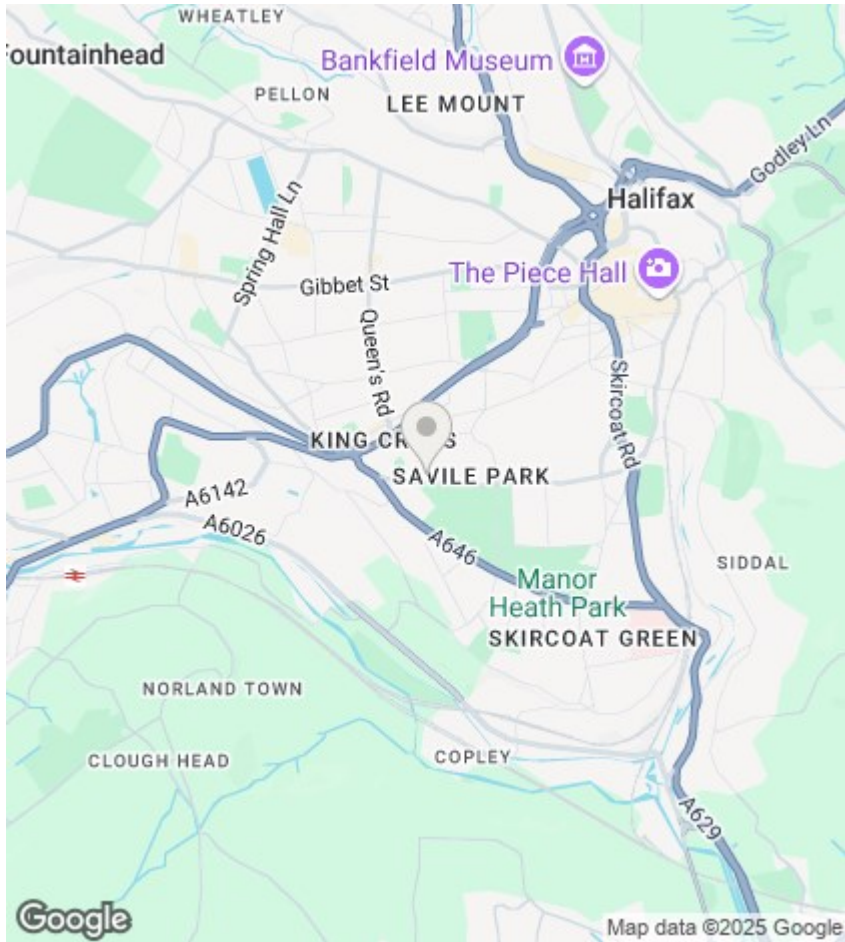 WHEATLEY
Fountainhead
Bankfield Museum
PELLON
LEE MOUNT
Godley Ln
Halifax
Spring Hall Ln
The Piece Hall
Gibbet St
Queen's Rd
Skircoat Rd
KING C
S
SAVILE PARK
A6142
A6026
A646
SIDDAL
Manor
Heath Park
SKIRCOAT GREEN
NORLAND TOWN
COPLEY
CLOUGH HEAD
A629
Google
Map data ©2025 Google